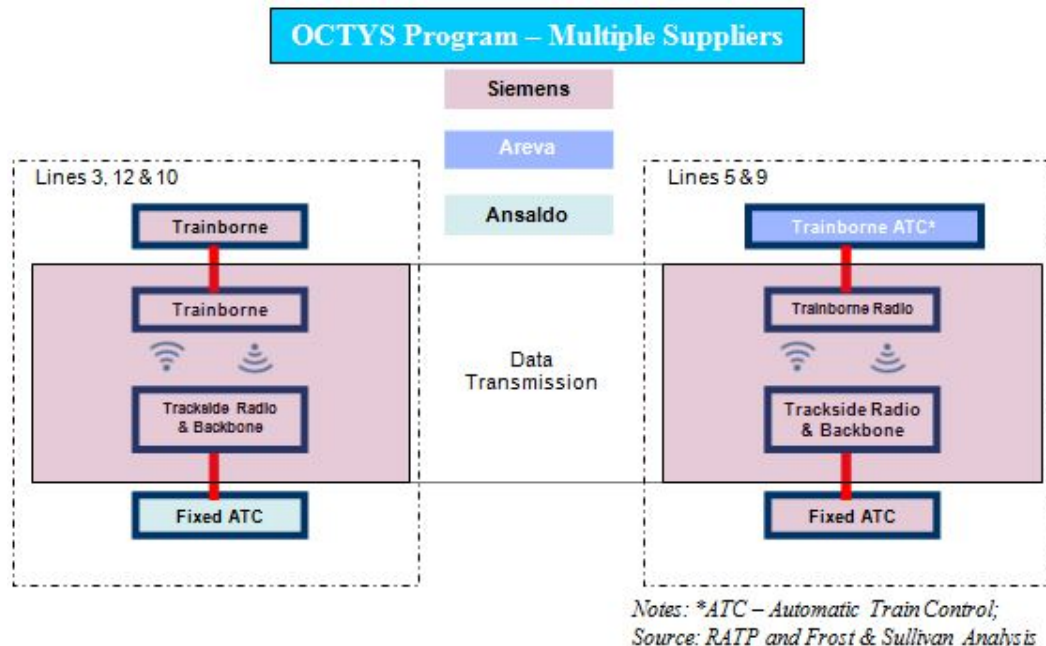 OCTYS Program – Multiple Suppliers
Siemens
Areva
Ansaldo
Lines 3, 12 & 10
Trainborne
Trainborne
Trackside Radio
& Backbone
Fixed ATC
Data
Transmission
Lines 5 & 9
Trainborne ATC*
Trainborne Radio
Trackside Radio
& Backbone
Fixed ATC
Notes: *ATC – Automatic Train Control;
Source: RATP and Frost & Sullivan Analysis